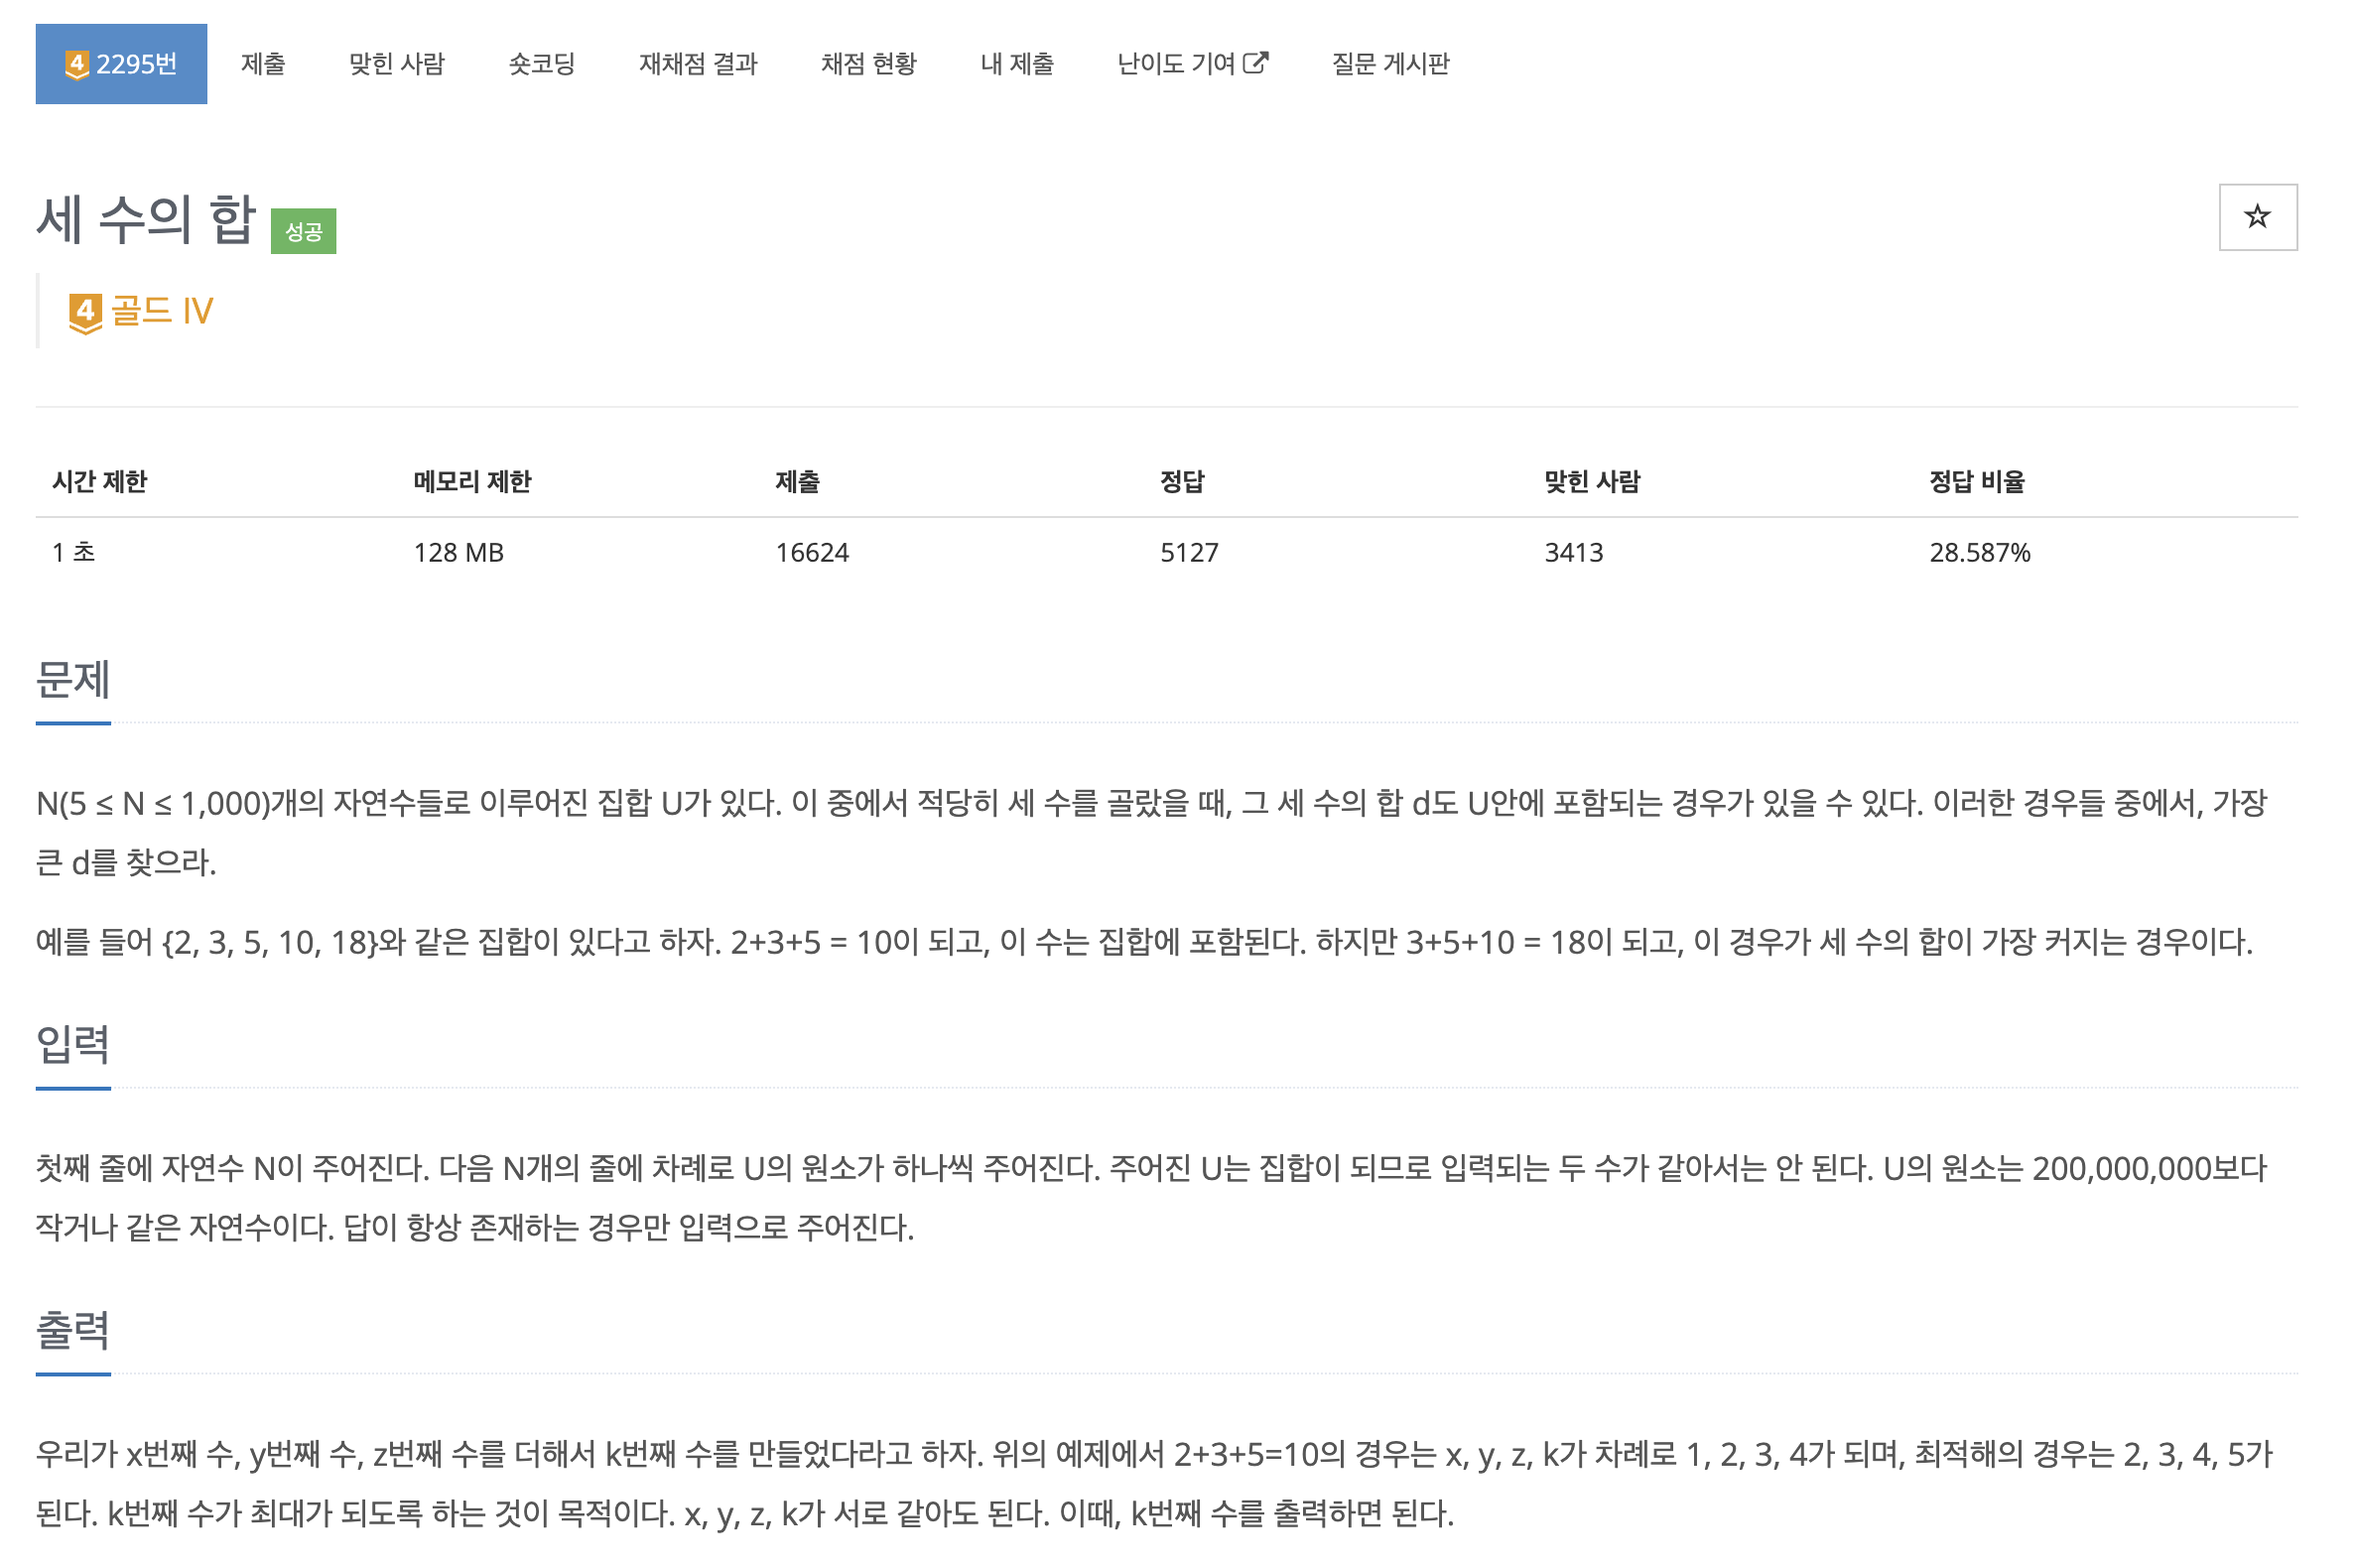 4 2295번 제출 맞힌 사람 숏코딩 재채점 결과 채점 현황 내 제출 난이도 기여 질문 게시판
세 수의 합 성공
4 골드 IV
시간 제한 메모리 제한 제출 정답 맞힌 사람 정답 비율
1 초 128 MB 16624 5127 3413 28.587%
문제
N(5 ≤ N ≤ 1,000)개의 자연수들로 이루어진 집합 U가 있다. 이 중에서 적당히 세 수를 골랐을 때, 그 세 수의 합 d도 U안에 포함되는 경우가 있을 수 있다. 이러한 경우들 중에서, 가장
큰 d를 찾으라.
예를 들어 {2, 3, 5, 10, 18}와 같은 집합이 있다고 하자. 2+3+5 = 10이 되고, 이 수는 집합에 포함된다. 하지만 3+5+10 = 18이 되고, 이 경우가 세 수의 합이 가장 커지는 경우이다.
입력
첫째 줄에 자연수 N이 주어진다. 다음 N개의 줄에 차례로 U의 원소가 하나씩 주어진다. 주어진 U는 집합이 되므로 입력되는 두 수가 같아서는 안 된다. U의 원소는 200,000,000보다
작거나 같은 자연수이다. 답이 항상 존재하는 경우만 입력으로 주어진다.
출력
우리가 x번째 수, y번째 수, z번째 수를 더해서 k번째 수를 만들었다라고 하자. 위의 예제에서 2+3+5=10의 경우는 x, y, z, k가 차례로 1, 2, 3, 4가 되며, 최적해의 경우는 2, 3, 4, 5가
된다. k번째 수가 최대가 되도록 하는 것이 목적이다. x, y, z, k가 서로 같아도 된다. 이때, k번째 수를 출력하면 된다.